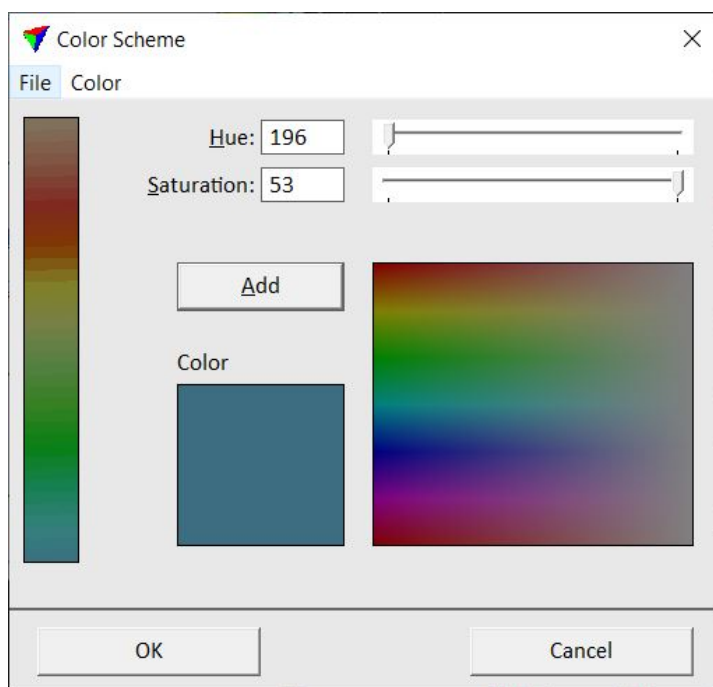 Color Scheme
File Color
Hue: 196
Saturation: 53
Add
Color
OK Cancel